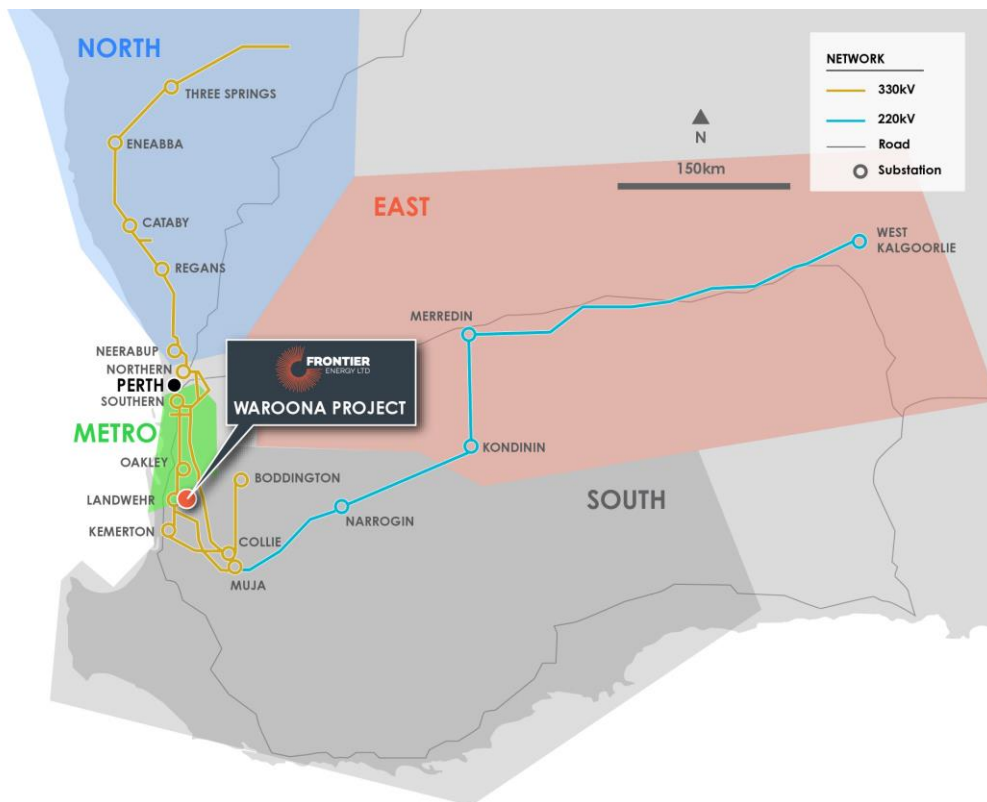 NORTH
THREE SPRINGS
ENEABBA
CATABY
REGANS
NEERABUP
NORTHERN
PERTH
SOUTHERN
METRO
OAKLEY
LANDWEHR
KEMERTON
BODDINGTON
COLLIE
MUJA
FRONTIER
ENERGY LTD
WAROONA PROJECT
EAST
MERREDIN
KONDININ
NARROGIN
SOUTH
WEST
KALGOORLIE
N
150km
NETWORK
330kV
220kV
Road
Substation